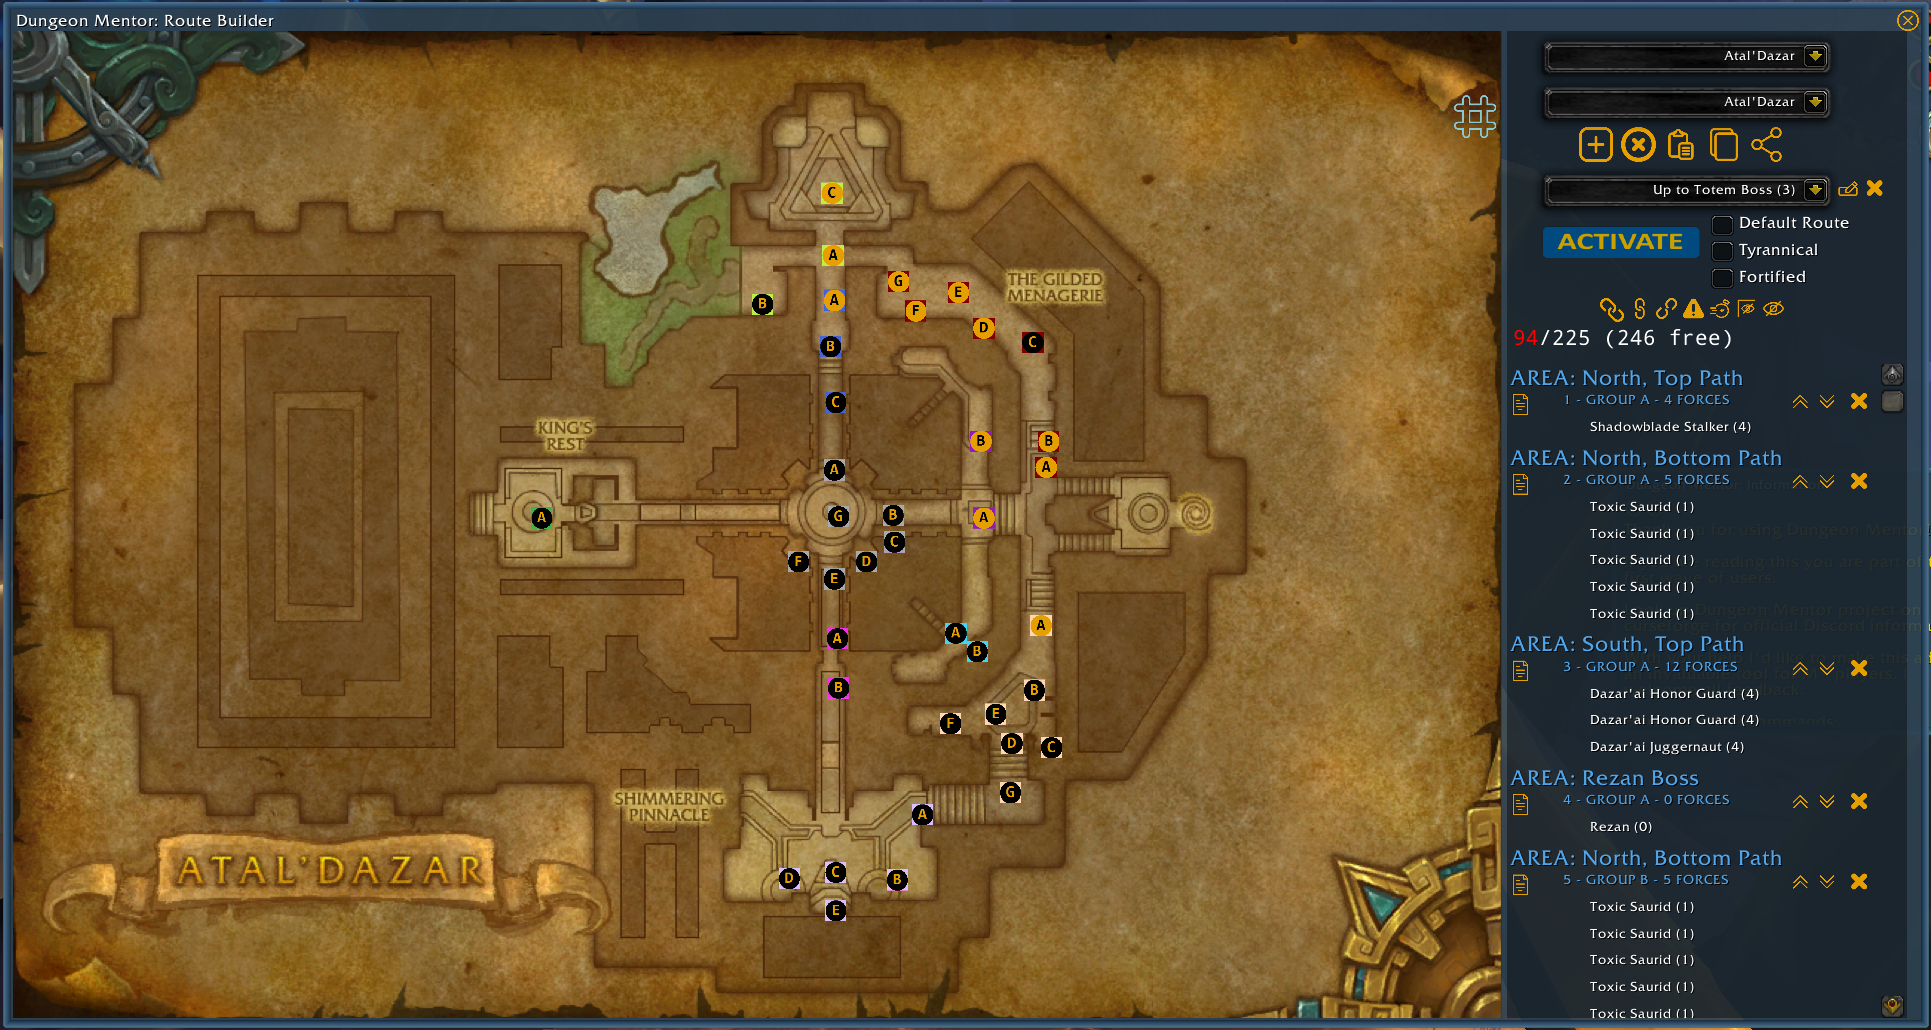 Dungeon Mentor: Route Builder
Atal'Dazar
Atal'Dazar
Up to Totem Boss (3)
ACTIVATE
Default Route
Tyrannical
Fortified
94/225 (246 free)
AREA: North, Top Path
1 - GROUP A - 4 FORCES
Shadowblade Stalker (4)
AREA: North, Bottom Path
2 - GROUP A - 5 FORCES
Toxic Saurid (1)
Toxic Saurid (1)
Toxic Saurid (1)
Toxic Saurid (1)
Toxic Saurid (1)
AREA: South, Top Path
3 - GROUP A - 12 FORCES
Dazar'ai Honor Guard (4)
Dazar'ai Honor Guard (4)
Dazar'ai Juggernaut (4)
AREA: Rezan Boss
4 - GROUP A - 0 FORCES
Rezan (0)
AREA: North, Bottom Path
5 - GROUP B - 5 FORCES
Toxic Saurid (1)
Toxic Saurid (1)
Toxic Saurid (1)
Toxic Saurid (1)
Toxic Saurid (1)
C
A
B
A
G
F
E
D
C
THE GILDED
MENAGERIE
B
C
KING'S
REST
B
B
A
A
A
G
B
A
C
F
D
E
A
A
A
B
B
B
F
E
D
C
G
SHIMMERING
PINNACLE
A
D
C
B
E
ATAL'DAZAR